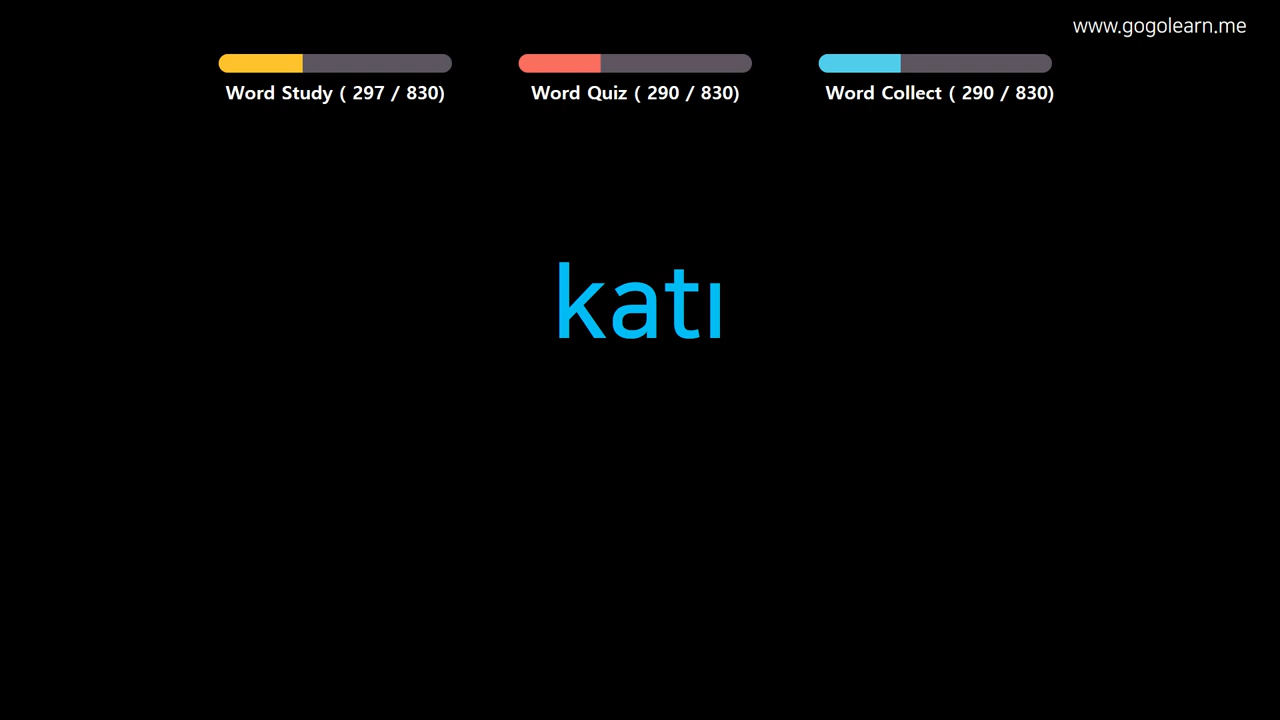 www.gogolearn.me
Word Study ( 297 / 830)
Word Quiz ( 290 / 830)
Word Collect ( 290 / 830)
katı